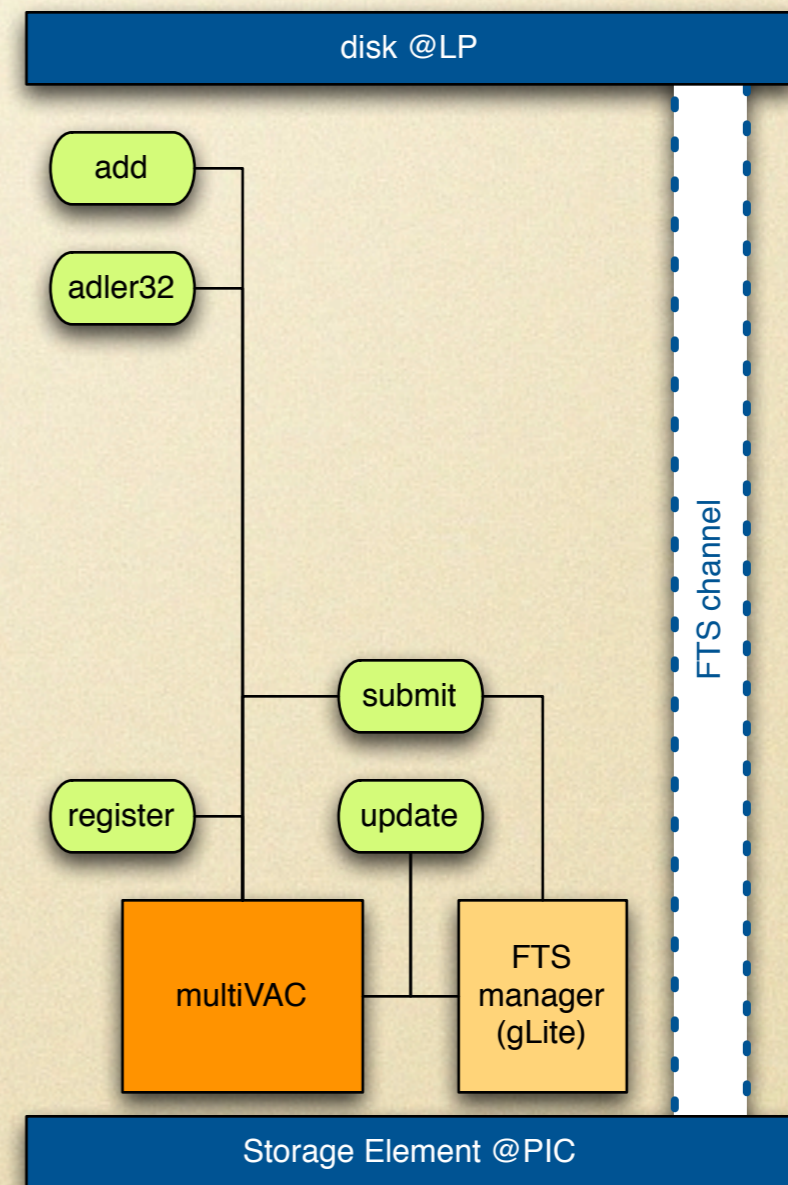 disk @LP
add
adler32
FTS channel
submit
register
update
multiVAC
FTS
manager
(gLite)
Storage Element @PIC